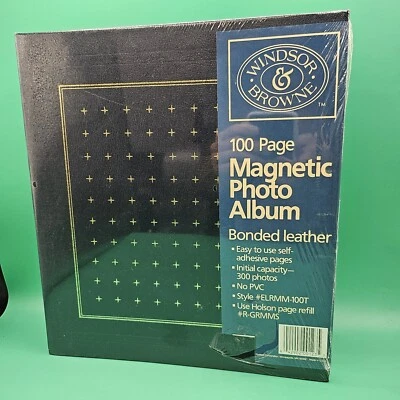 WINDSOR
&
BROWNE
TM
100 Page
Magnetic
Photo
Album
Bonded leather
• Easy to use self-
adhesive pages
• Initial capacity—
300 photos
• No PVC
• Style #ELRMM-100T
• Use Holson page refill
#R-GRMMS